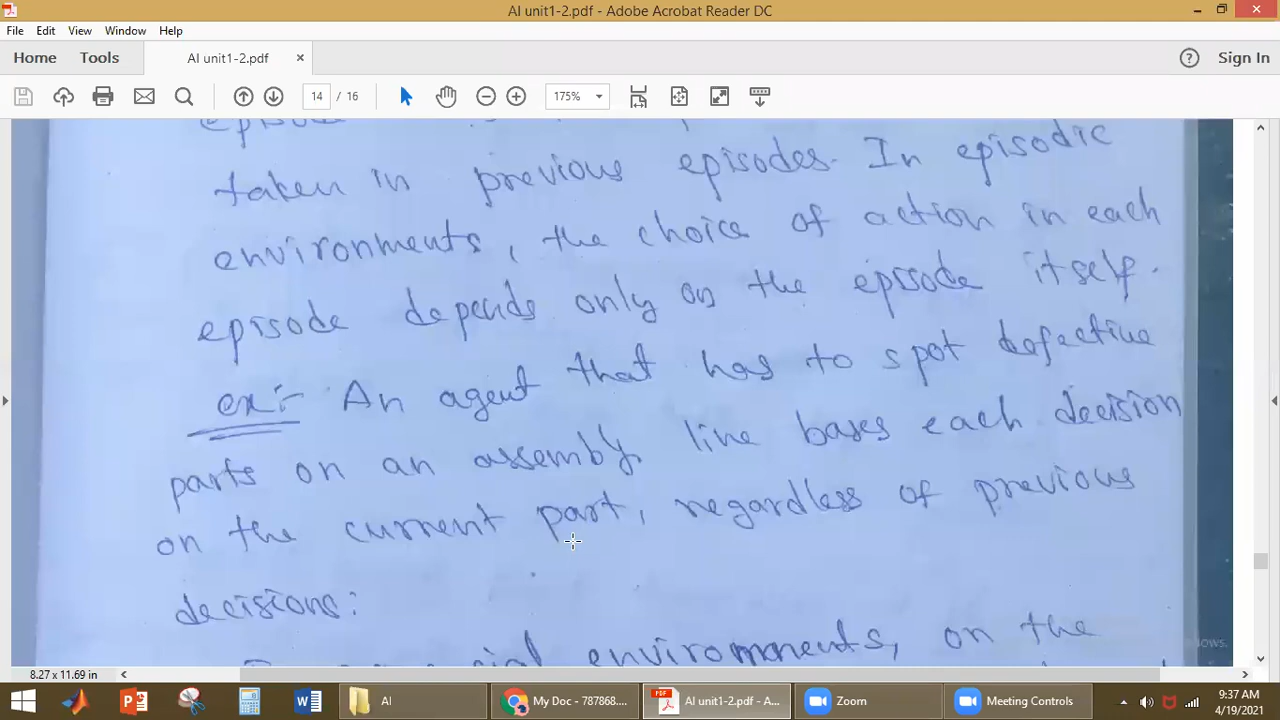 AI unit1-2.pdf - Adobe Acrobat Reader DC
File Edit View Window Help
Home Tools AI unit1-2.pdf × Sign In
14 / 16 175%
taken in previous episodes. In episodic
environments, the choice of action in each
episode depends only on the episode itself.
ex:- An agent that has to spot defective
parts on an assembly line bases each decision
on the current part, regardless of previous
decisions:
environments, on the
8.27 x 11.69 in
AI My Doc - 787868.... AI unit1-2.pdf - A... Zoom Meeting Controls 9:37 AM
4/19/2021